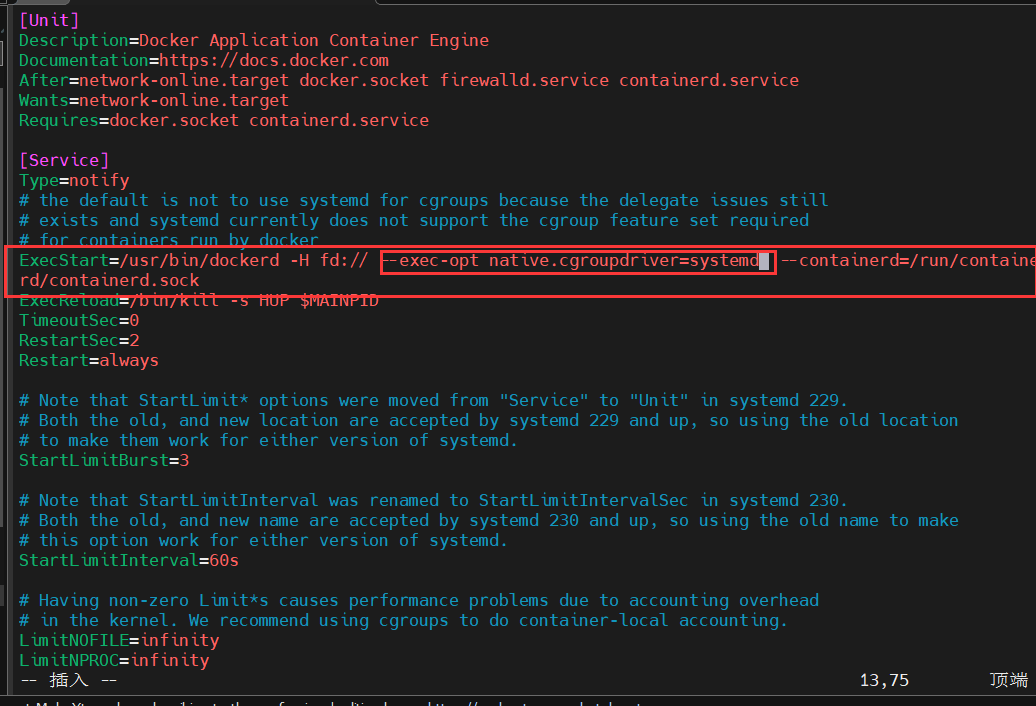 [Unit]
Description=Docker Application Container Engine
Documentation=https://docs.docker.com
After=network-online.target docker.socket firewalld.service containerd.service
Wants=network-online.target
Requires=docker.socket containerd.service
[Service]
Type=notify
# the default is not to use systemd for cgroups because the delegate issues still
# exists and systemd currently does not support the cgroup feature set required
# for containers run by docker
ExecStart=/usr/bin/dockerd -H fd:// --exec-opt native.cgroupdriver=systemd --containerd=/run/containe
rd/containerd.sock
ExecReload=/bin/kill -s HUP $MAINPID
TimeoutSec=0
RestartSec=2
Restart=always
# Note that StartLimit* options were moved from "Service" to "Unit" in systemd 229.
# Both the old, and new location are accepted by systemd 229 and up, so using the old location
# to make them work for either version of systemd.
StartLimitBurst=3
# Note that StartLimitInterval was renamed to StartLimitIntervalSec in systemd 230.
# Both the old, and new name are accepted by systemd 230 and up, so using the old name to make
# this option work for either version of systemd.
StartLimitInterval=60s
# Having non-zero Limit*s causes performance problems due to accounting overhead
# in the kernel. We recommend using cgroups to do container-local accounting.
LimitNOFILE=infinity
LimitNPROC=infinity
-- 插入 -- 13,75 顶端